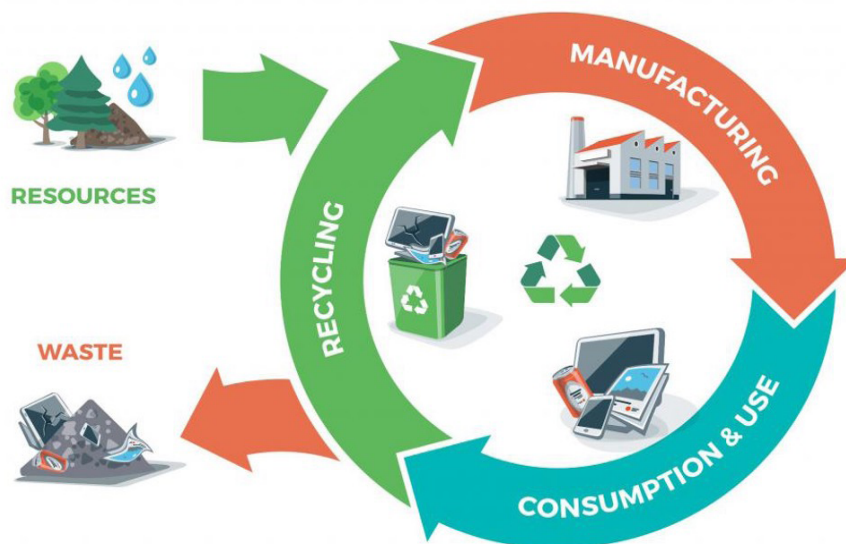 RESOURCES
WASTE
RECYCLING
MANUFACTURING
CONSUMPTION & USE